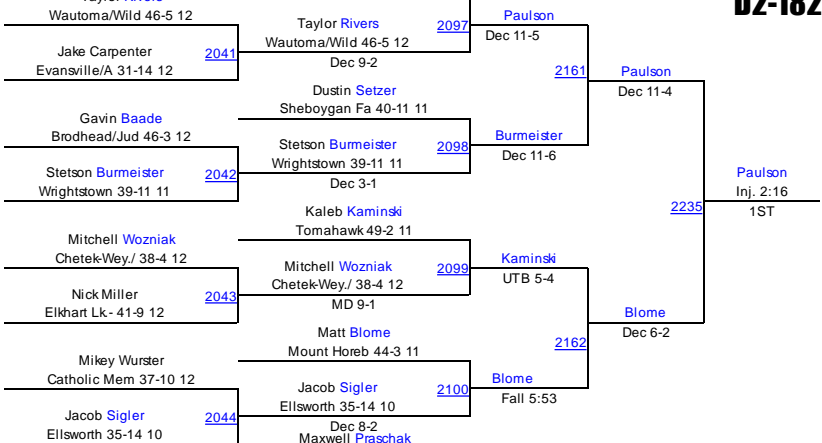 Wautoma/Wild 46-5 12
Jake Carpenter
Evansville/A 31-14 12
2041
Gavin Baade
Brodhead/Jud 46-3 12
Stetson Burmeister
Wrightstown 39-11 11
2042
Mitchell Wozniak
Chetek-Wey./ 38-4 12
Nick Miller
Elkhart Lk.- 41-9 12
2043
Mikey Wurster
Catholic Mem 37-10 12
Jacob Sigler
Ellsworth 35-14 10
2044
Taylor Rivers
Wautoma/Wild 46-5 12
Dec 9-2
2097
Dustin Setzer
Sheboygan Fa 40-11 11
Stetson Burmeister
Wrightstown 39-11 11
Dec 3-1
2098
Kaleb Kaminski
Tomahawk 49-2 11
Mitchell Wozniak
Chetek-Wey./ 38-4 12
MD 9-1
2099
Matt Blome
Mount Horeb 44-3 11
Jacob Sigler
Ellsworth 35-14 10
Dec 8-2
2100
Maxwell Praschak
Paulson
Dec 11-5
2161
Burmeister
Dec 11-6
Kaminski
UTB 5-4
2162
Blome
Fall 5:53
Paulson
Dec 11-4
2235
Blome
Dec 6-2
Paulson
Inj. 2:16
1ST
D2-182